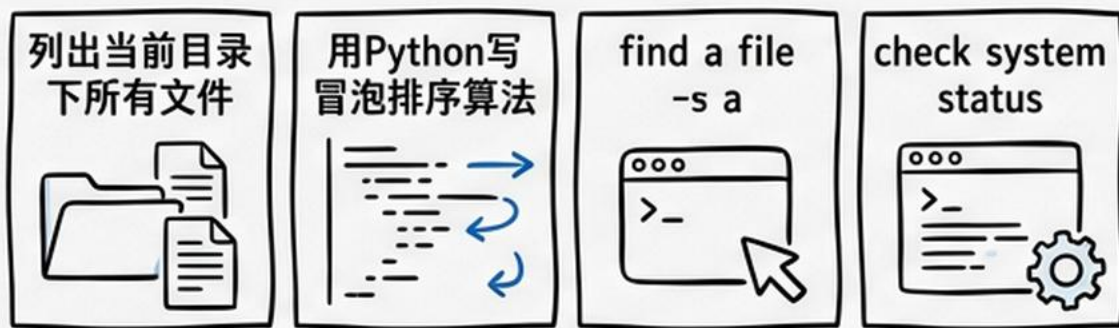 列出当前目录
下所有文件
用Python写
冒泡排序算法
find a file
-s a
check system
status